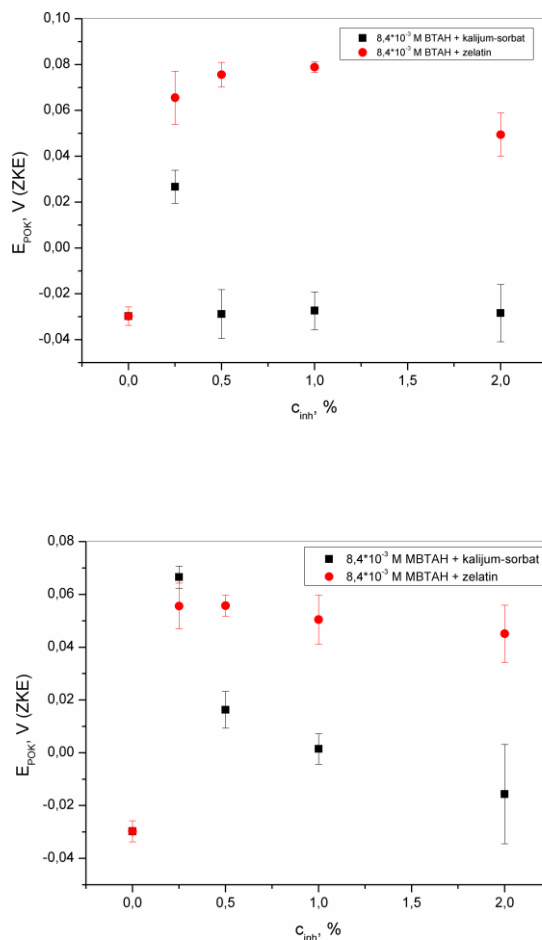 8,4*10⁻³ M BTAH + kalijum-sorbat
8,4*10⁻³ M BTAH + zelatin
0,10
0,08
0,06
0,04
0,02
0,00
-0,02
-0,04
E_POK, V (ZKE)
0,0 0,5 1,0 1,5 2,0
c_inh, %
8,4*10⁻³ M MBTAH + kalijum-sorbat
8,4*10⁻³ M MBTAH + zelatin
0,08
0,06
0,04
0,02
0,00
-0,02
-0,04
E_POK, V (ZKE)
0,0 0,5 1,0 1,5 2,0
c_inh, %